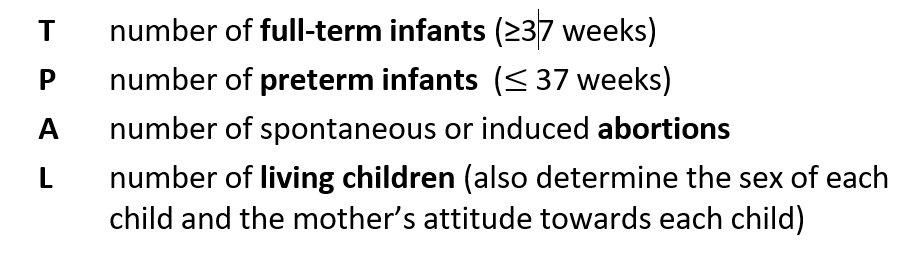 T number of full-term infants (≥37 weeks)
P number of preterm infants (≤ 37 weeks)
A number of spontaneous or induced abortions
L number of living children (also determine the sex of each
child and the mother’s attitude towards each child)